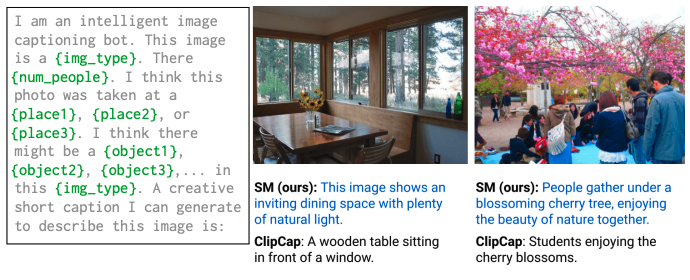 I am an intelligent image
captioning bot. This image
is a {img_type}. There
{num_people}. I think this
photo was taken at a
{place1}, {place2}, or
{place3}. I think there
might be a {object1},
{object2}, {object3},... in
this {img_type}. A creative
short caption I can generate
to describe this image is:
SM (ours): This image shows an
inviting dining space with plenty
of natural light.
ClipCap: A wooden table sitting
in front of a window.
SM (ours): People gather under a
blossoming cherry tree, enjoying
the beauty of nature together.
ClipCap: Students enjoying the
cherry blossoms.